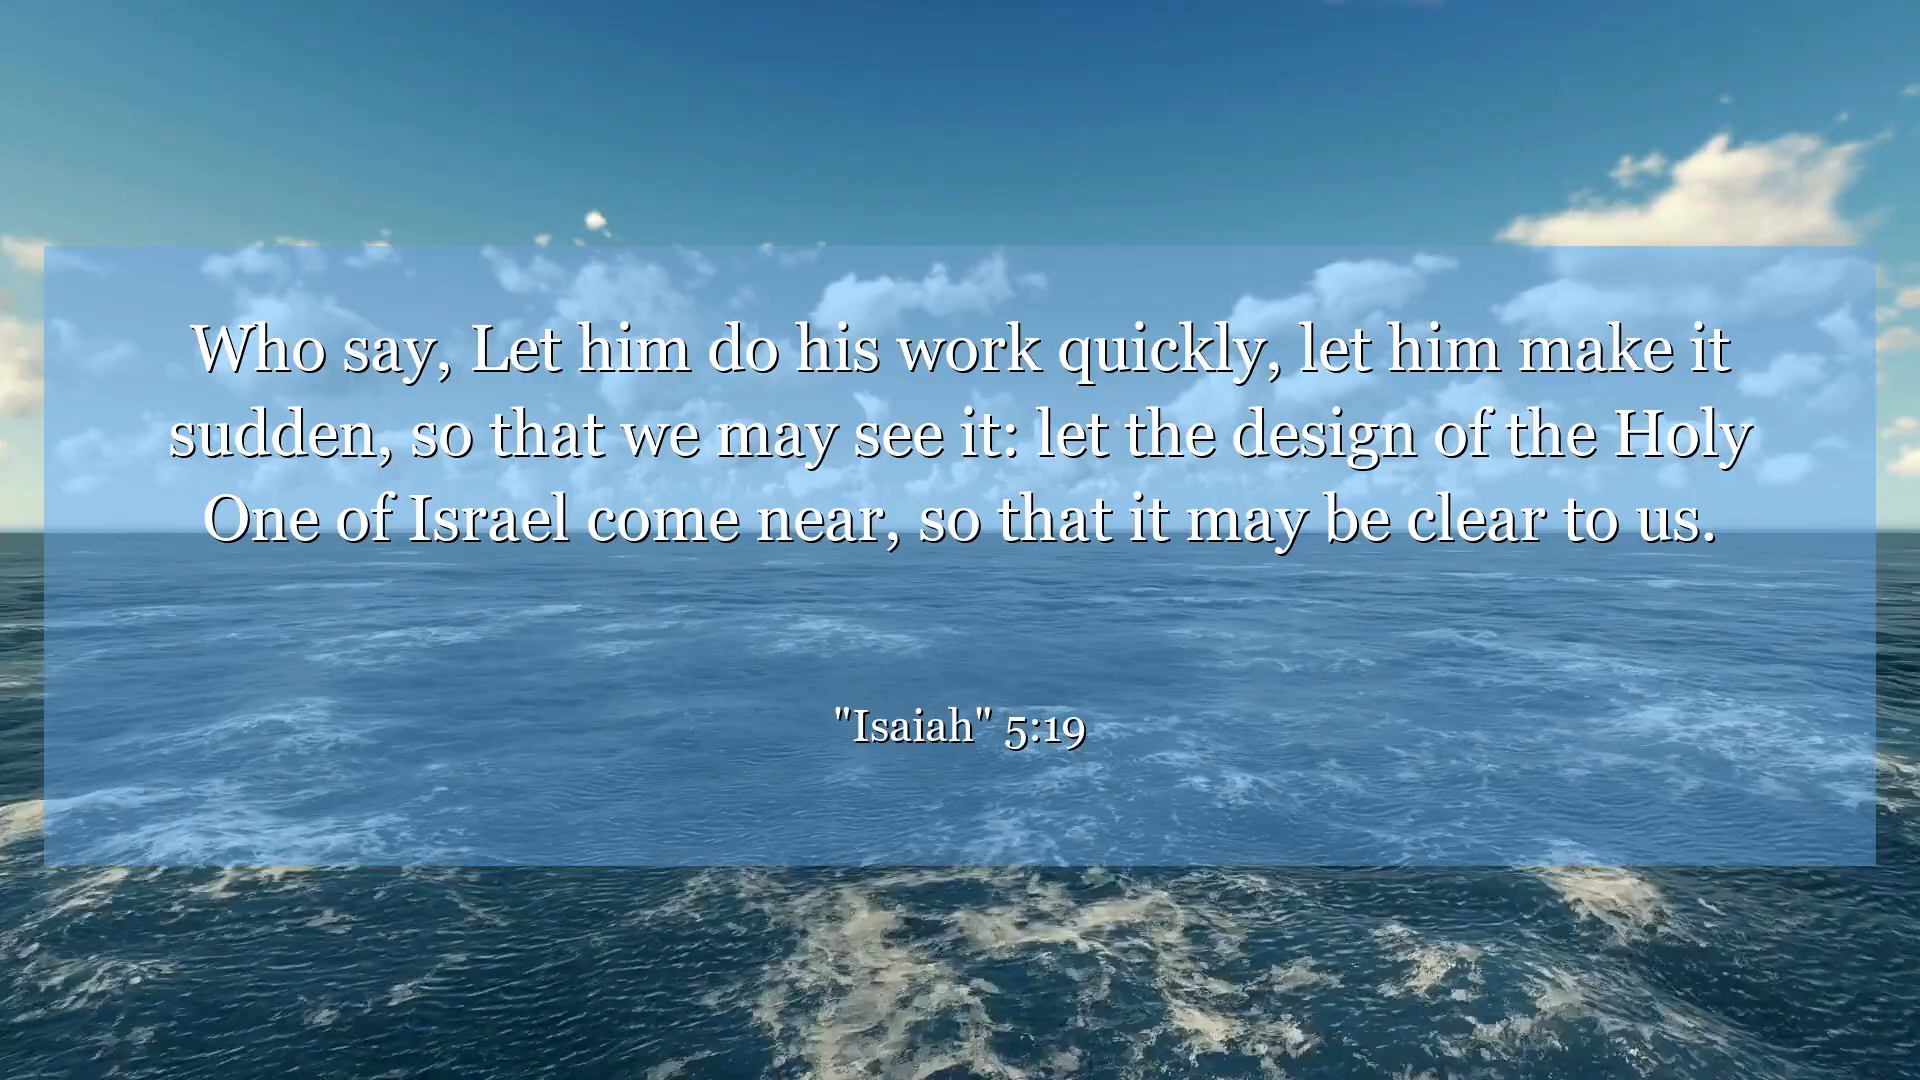 Who say, Let him do his work quickly, let him make it
sudden, so that we may see it: let the design of the Holy
One of Israel come near, so that it may be clear to us.
"Isaiah" 5:19